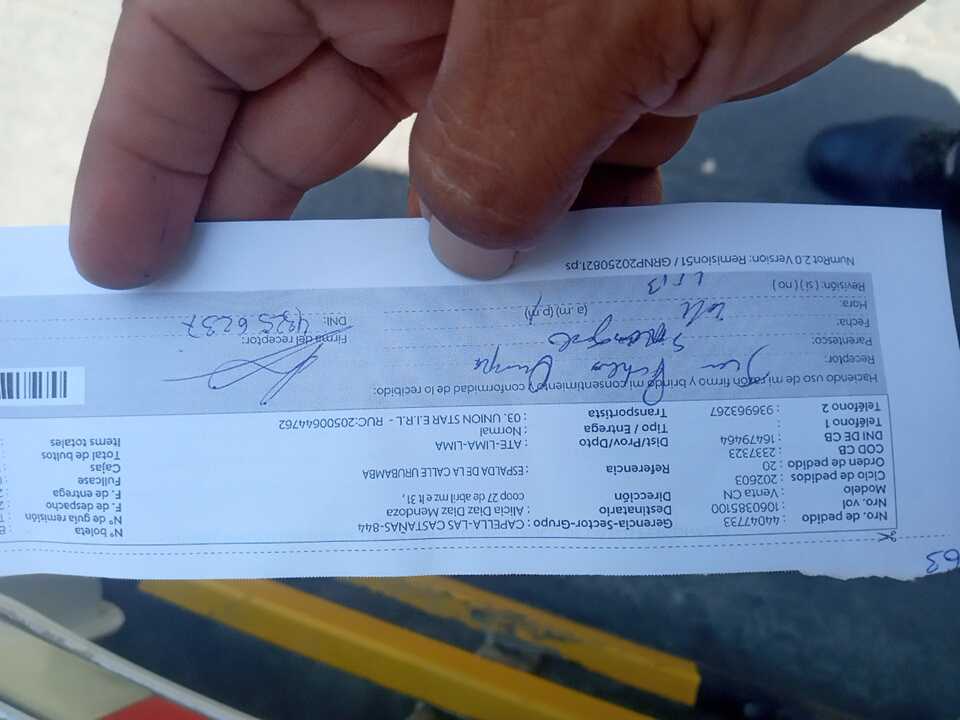 63
Nro. de pedido : 44047733
Nro. vol. : 1060385100
Modelo : Venta CN
Ciclo de pedidos : 202603
Orden de pedido : 20
COD CB : 2337323
DNI DE CB : 16479464
Teléfono 1 :
Teléfono 2 : 936963267
Gerencia-Sector-Grupo : CAPELLA-LAS CASTAÑAS-844
Destinatario : Alicia Diaz Diaz Mendoza
Dirección : coop 27 de abril mz e lt 31 ,
Referencia : ESPALDA DE LA CALLE URUBAMBA
Dist/Prov/Dpto : ATE-LIMA-LIMA
Tipo / Entrega : Normal
Transportista : 03. UNION STAR E.I.R.L - RUC:20500644762
N° boleta
N° de guía remisión
F. de despacho
F. de entrega
Fullcase
Cajas
Total de bultos
Items totales
Haciendo uso de mi razón firmo y brindo mi consentimiento y conformidad de lo recibido:
Receptor:
Parentesco:
Fecha:
Hora: (a. m) (p. m)
Revisión: ( sí ) ( no )
Firma del receptor:
DNI: 43256237
NumRot 2.0 Version: Remision51 / GRNP20250821.ps